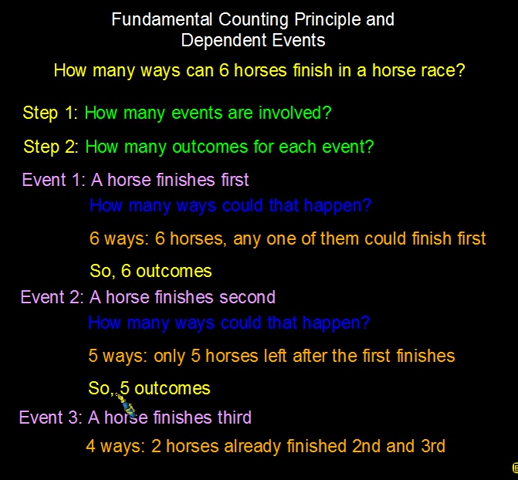 Fundamental Counting Principle and
Dependent Events
How many ways can 6 horses finish in a horse race?
Step 1: How many events are involved?
Step 2: How many outcomes for each event?
Event 1: A horse finishes first
How many ways could that happen?
6 ways: 6 horses, any one of them could finish first
So, 6 outcomes
Event 2: A horse finishes second
How many ways could that happen?
5 ways: only 5 horses left after the first finishes
So, 5 outcomes
Event 3: A horse finishes third
4 ways: 2 horses already finished 2nd and 3rd